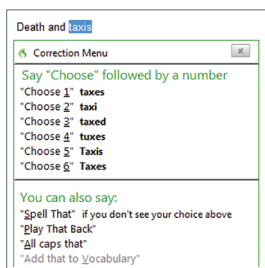 Death and taxis
Correction Menu
Say "Choose" followed by a number
"Choose 1" taxes
"Choose 2" taxi
"Choose 3" taxed
"Choose 4" tuxes
"Choose 5" Taxis
"Choose 6" Taxes
You can also say:
"Spell That" if you don't see your choice above
"Play That Back"
"All caps that"
"Add that to Vocabulary"